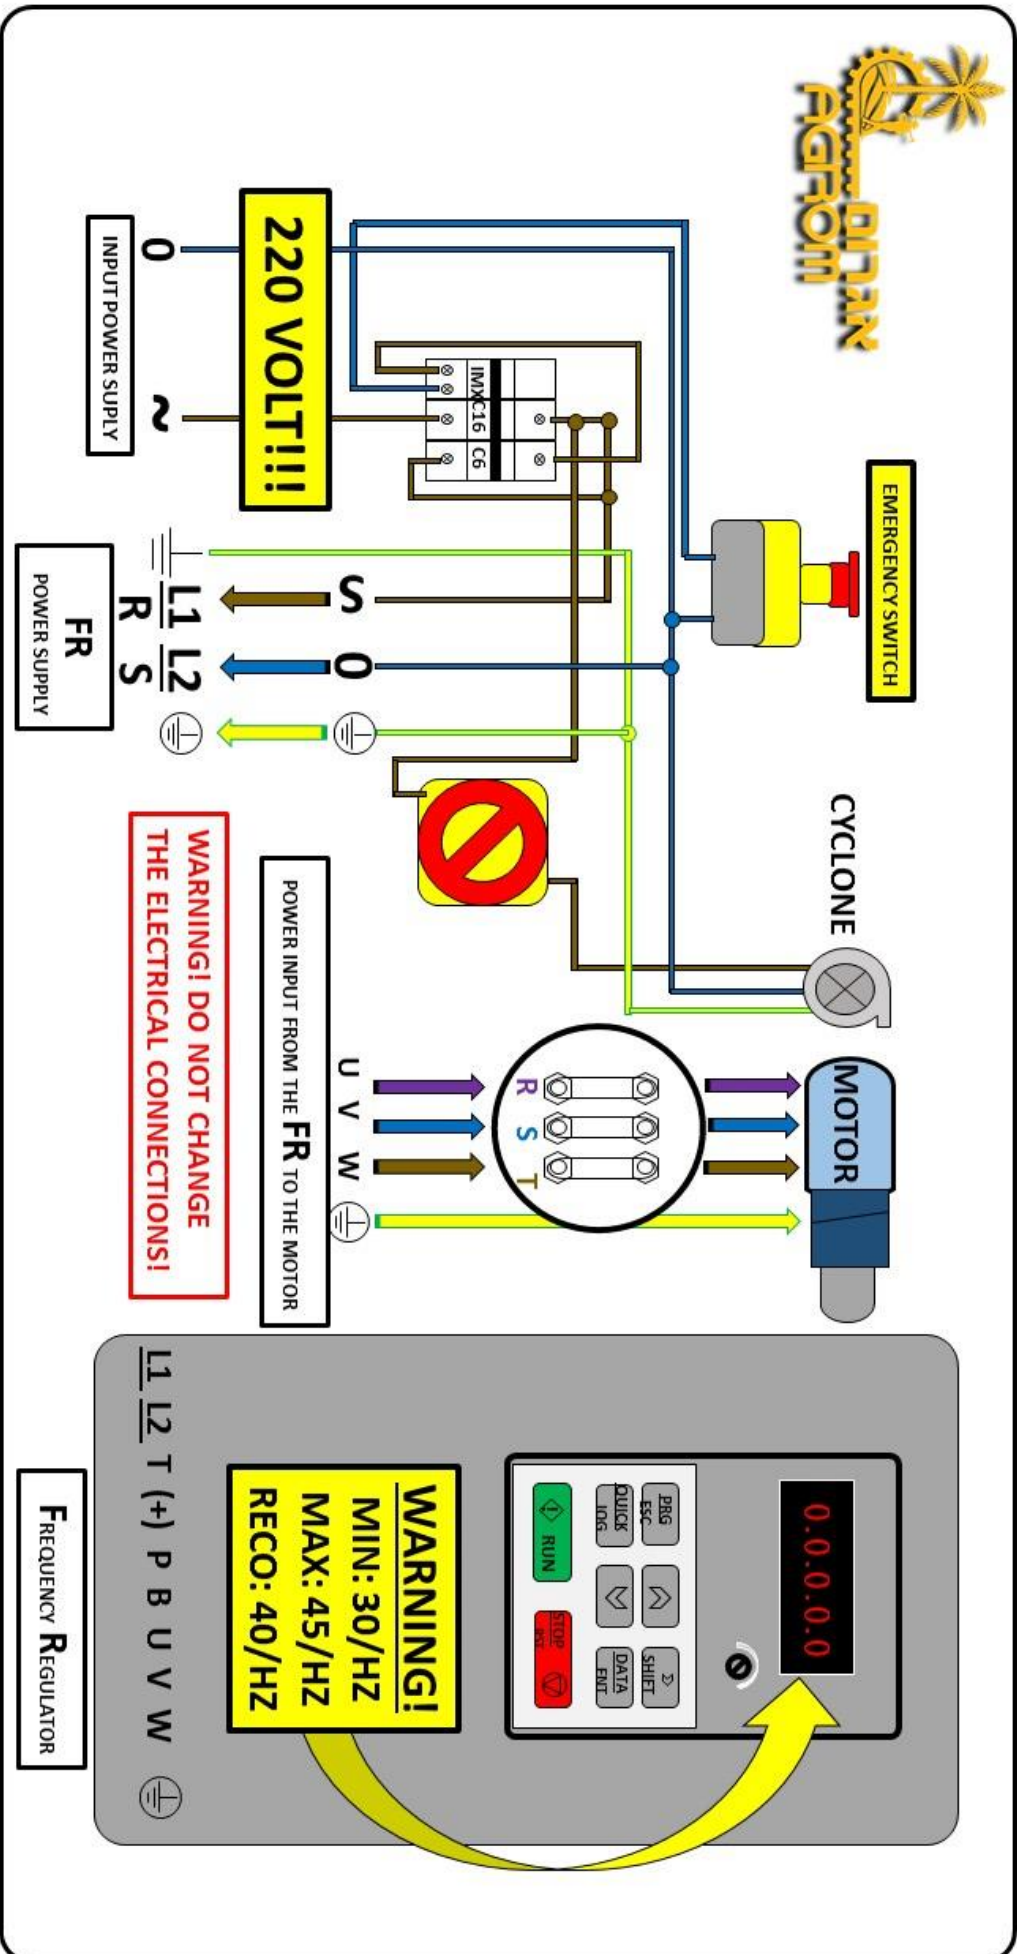 אגרום
AGROM
EMERGENCY SWITCH
CYCLONE
MOTOR
IMX
C16
C6
220 VOLT!!!
0
~
INPUT POWER SUPLY
S
O
L1
L2
R
S
FR
POWER SUPPLY
R
S
T
U
V
W
POWER INPUT FROM THE FR TO THE MOTOR
WARNING! DO NOT CHANGE
THE ELECTRICAL CONNECTIONS!
0.0.0.0.0
PRG
ESC
SHIFT
QUICK
JOG
DATA
ENT
RUN
STOP
RST
WARNING!
MIN: 30/HZ
MAX: 45/HZ
RECO: 40/HZ
L1 L2 T (+) P B U V W
FREQUENCY REGULATOR